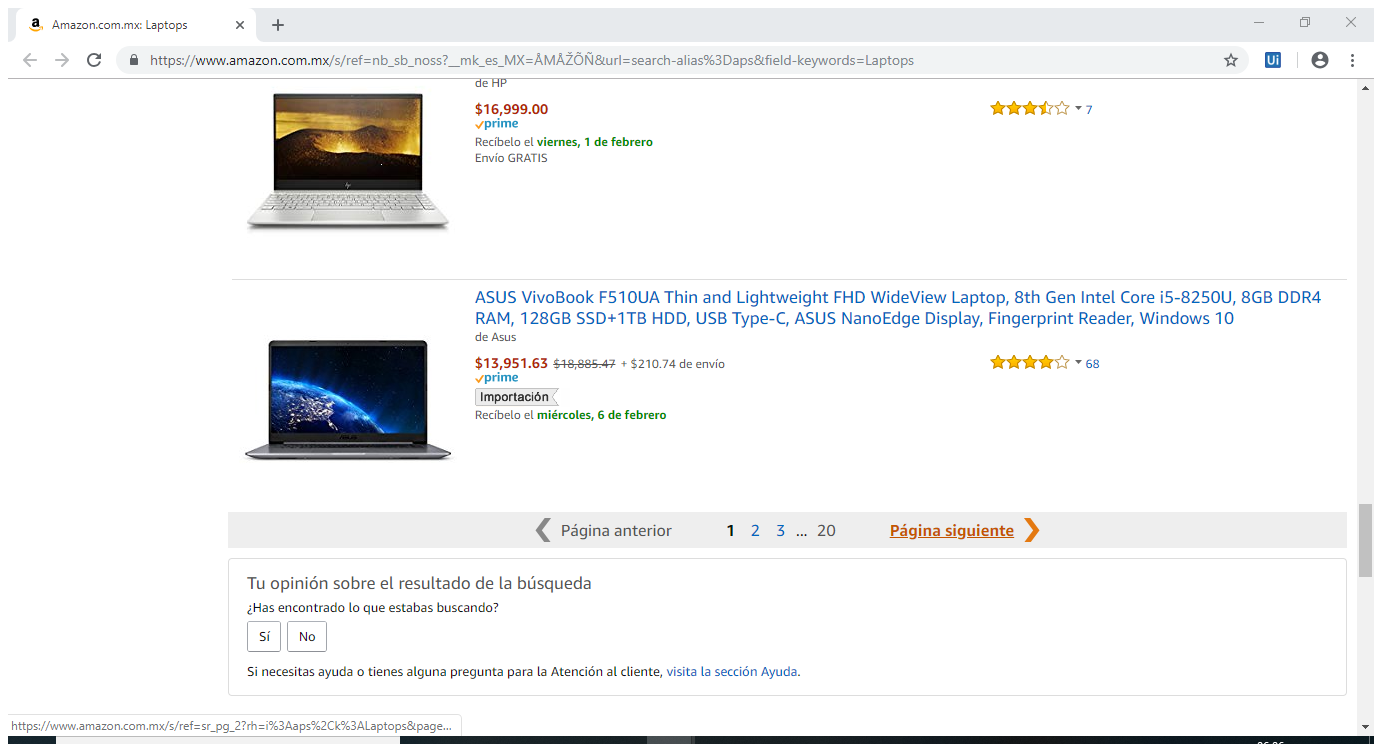 Amazon.com.mx: Laptops
https://www.amazon.com.mx/s/ref=nb_sb_noss?__mk_es_MX=ÅMÅŽÕÑ&url=search-alias%3Daps&field-keywords=Laptops
Ui
de HP
$16,999.00
7
prime
Recíbelo el viernes, 1 de febrero
Envío GRATIS
ASUS VivoBook F510UA Thin and Lightweight FHD WideView Laptop, 8th Gen Intel Core i5-8250U, 8GB DDR4
RAM, 128GB SSD+1TB HDD, USB Type-C, ASUS NanoEdge Display, Fingerprint Reader, Windows 10
de Asus
$13,951.63 $18,885.47 + $210.74 de envío
68
prime
Importación
Recíbelo el miércoles, 6 de febrero
Página anterior 1 2 3 ... 20 Página siguiente
Tu opinión sobre el resultado de la búsqueda
¿Has encontrado lo que estabas buscando?
Sí No
Si necesitas ayuda o tienes alguna pregunta para la Atención al cliente, visita la sección Ayuda.
https://www.amazon.com.mx/s/ref=sr_pg_2?rh=i%3Aaps%2Ck%3ALaptops&page...